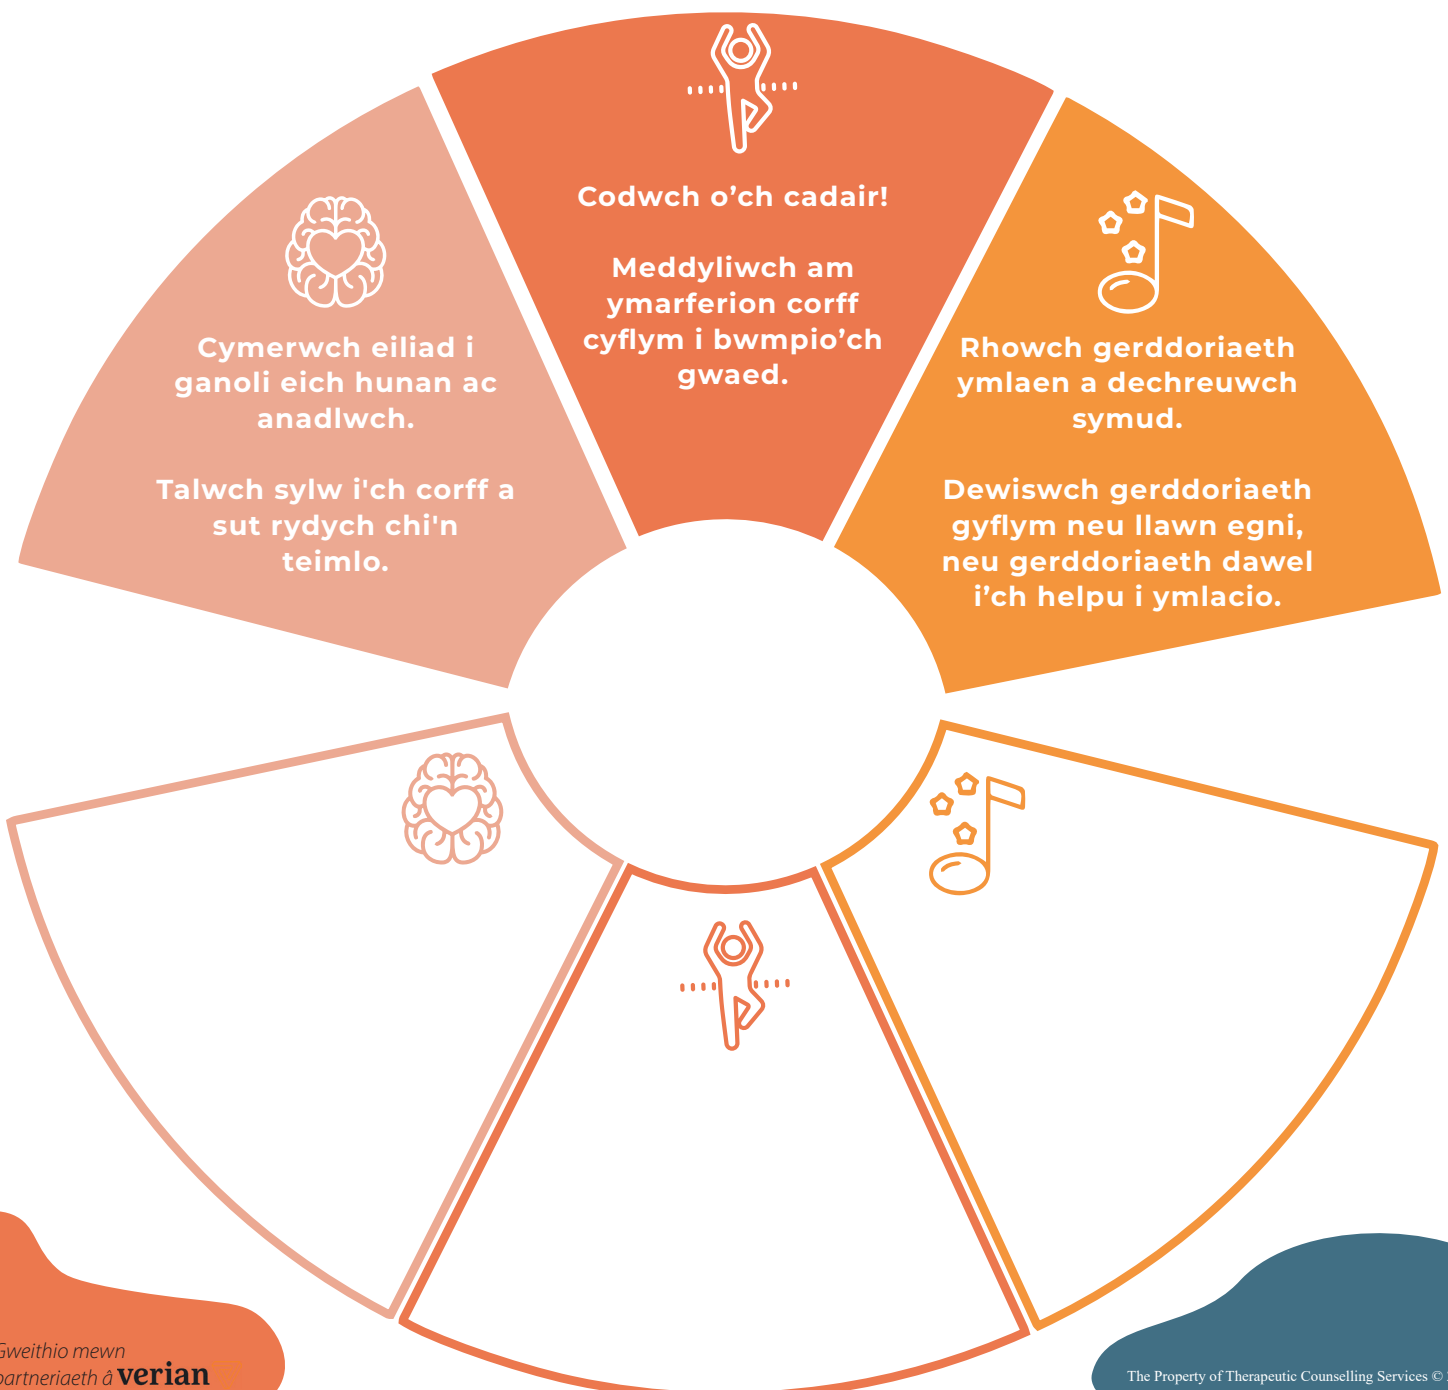 Codwch o’ch cadair!
Meddyliwch am
ymarferion corff
cyflym i bwmpio’ch
gwaed.
Cymerwch eiliad i
ganoli eich hunan ac
anadlwch.
Talwch sylw i'ch corff a
sut rydych chi'n
teimlo.
Rhowch gerddoriaeth
ymlaen a dechreuwch
symud.
Dewiswch gerddoriaeth
gyflym neu llawn egni,
neu gerddoriaeth dawel
i’ch helpu i ymlacio.
Gweithio mewn
partneriaeth â verian
The Property of Therapeutic Counselling Services ©